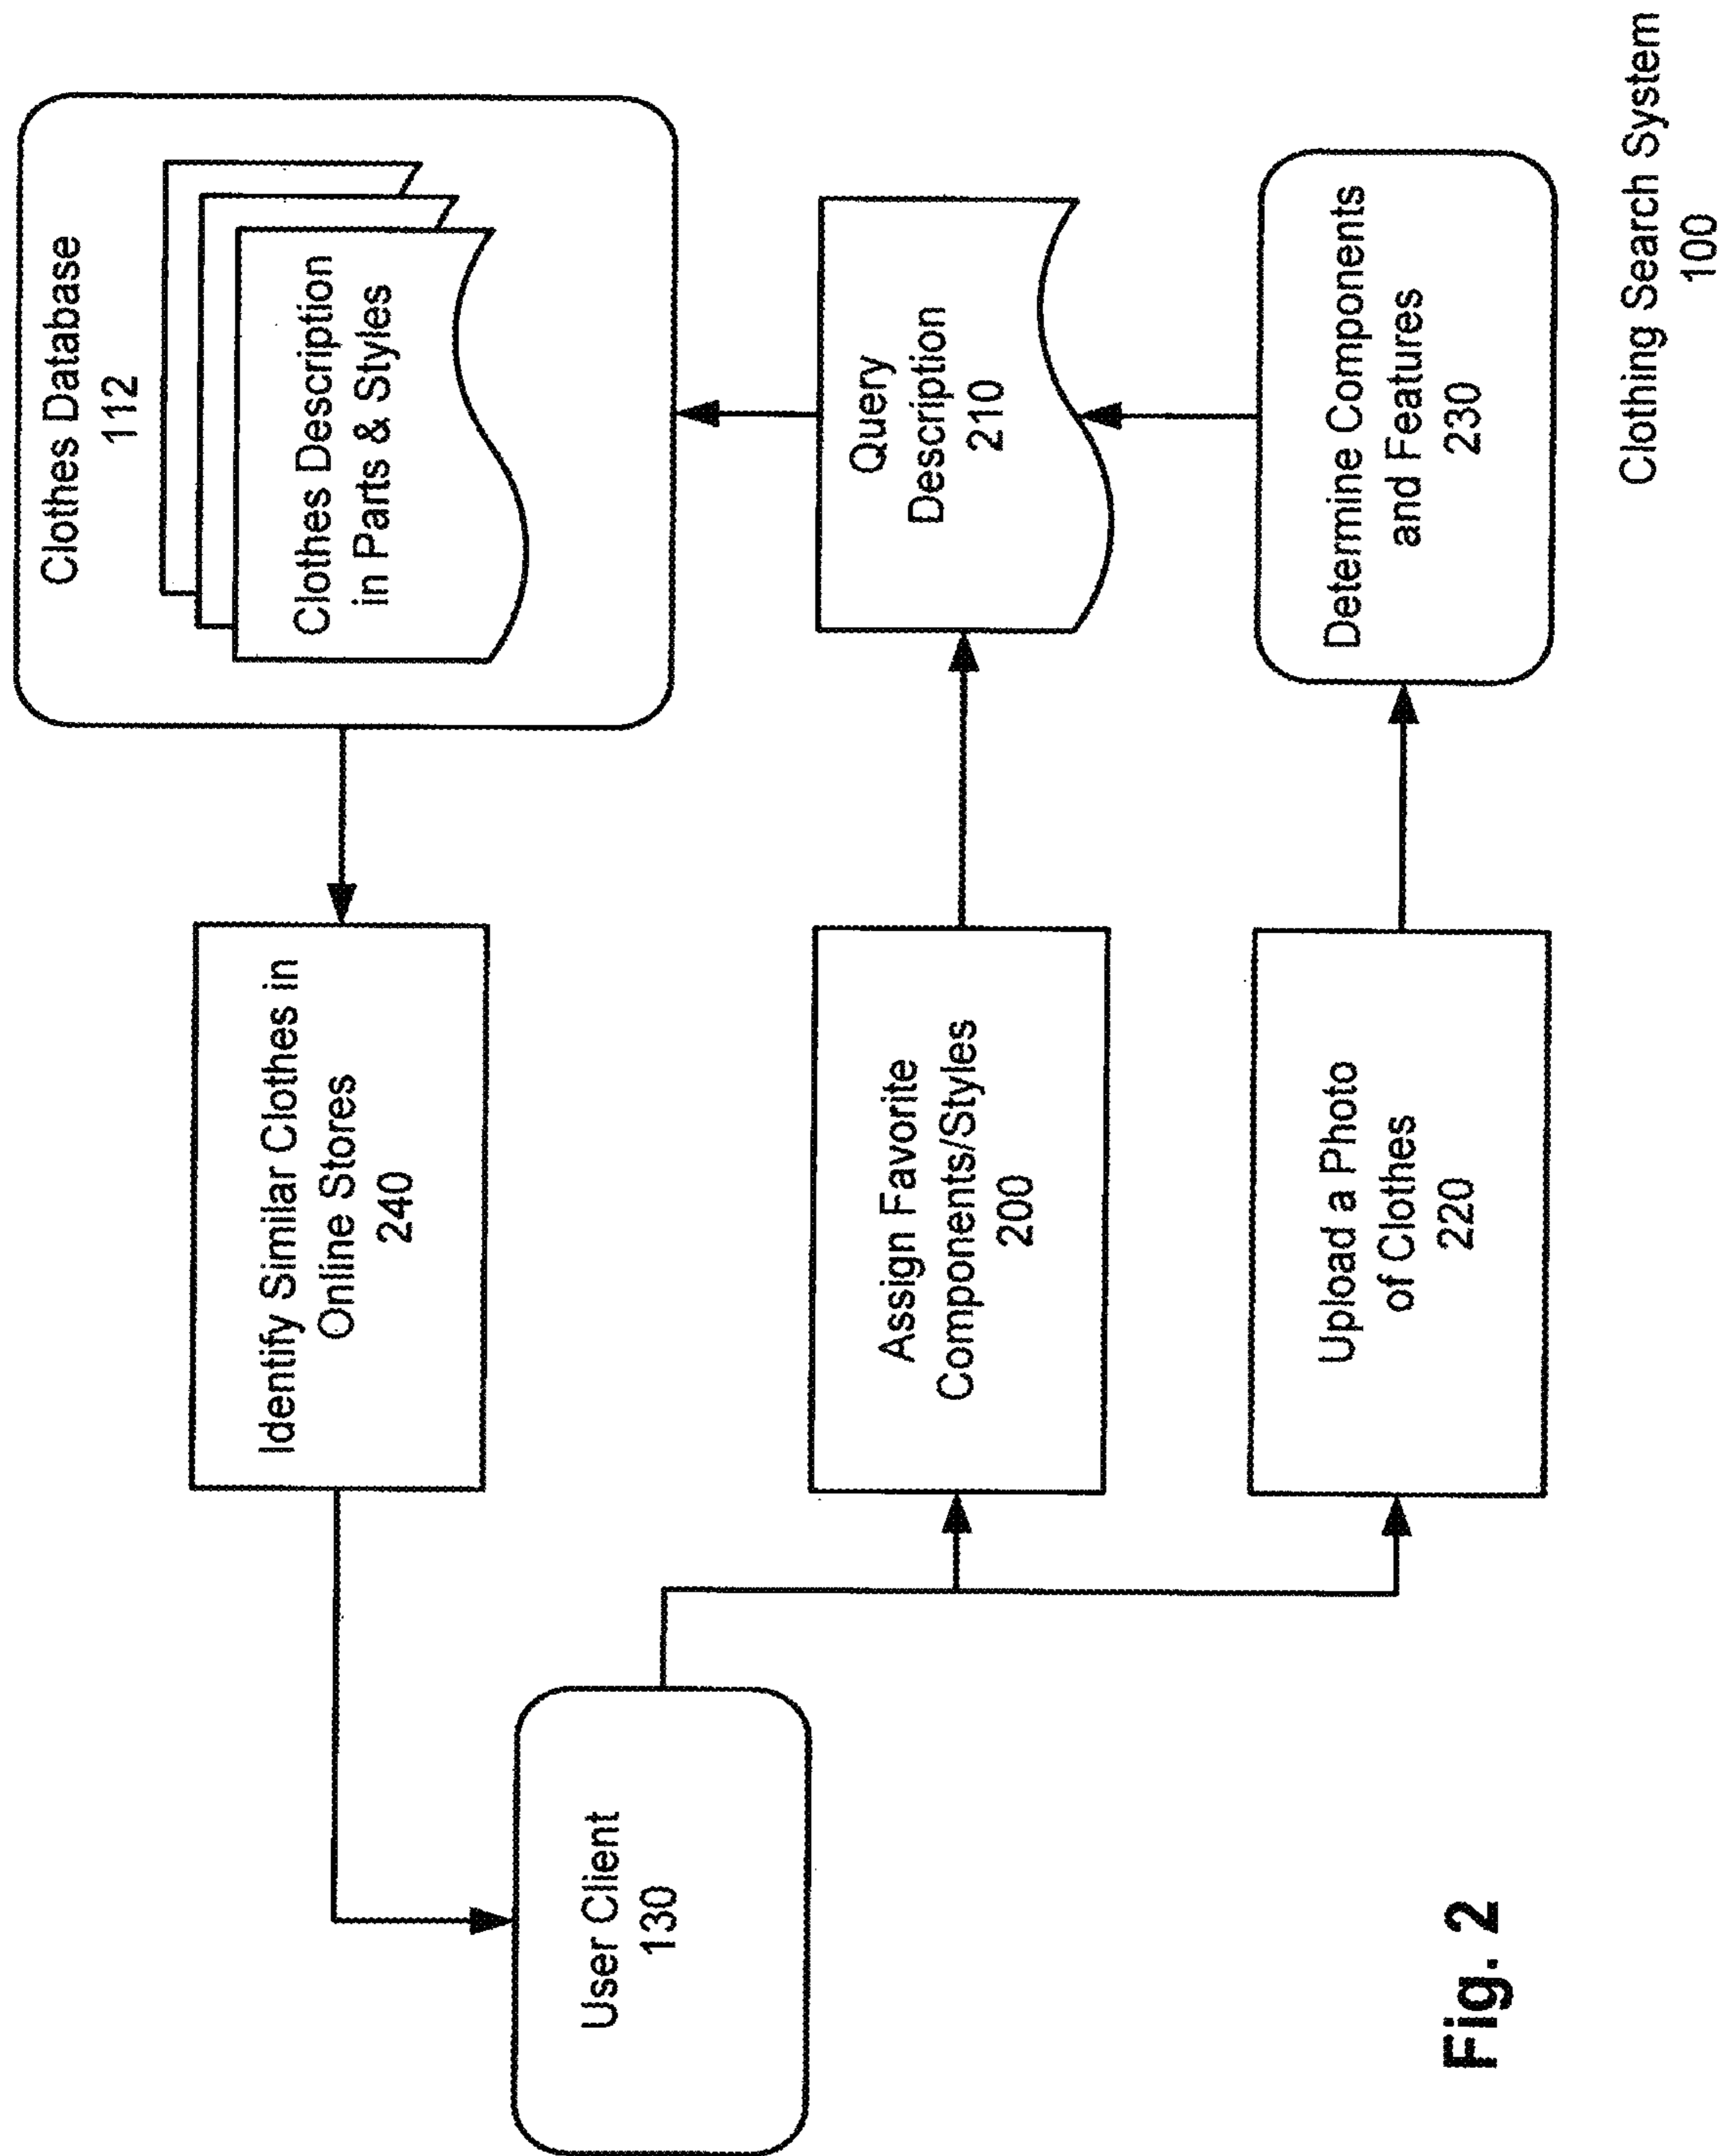 Clothes Database
112
Clothes Description
in Parts & Styles
Identify Similar Clothes in
Online Stores
240
User Client
130
Assign Favorite
Components/Styles
200
Query
Description
210
Upload a Photo
of Clothes
220
Determine Components
and Features
230
Clothing Search System
100
Fig. 2